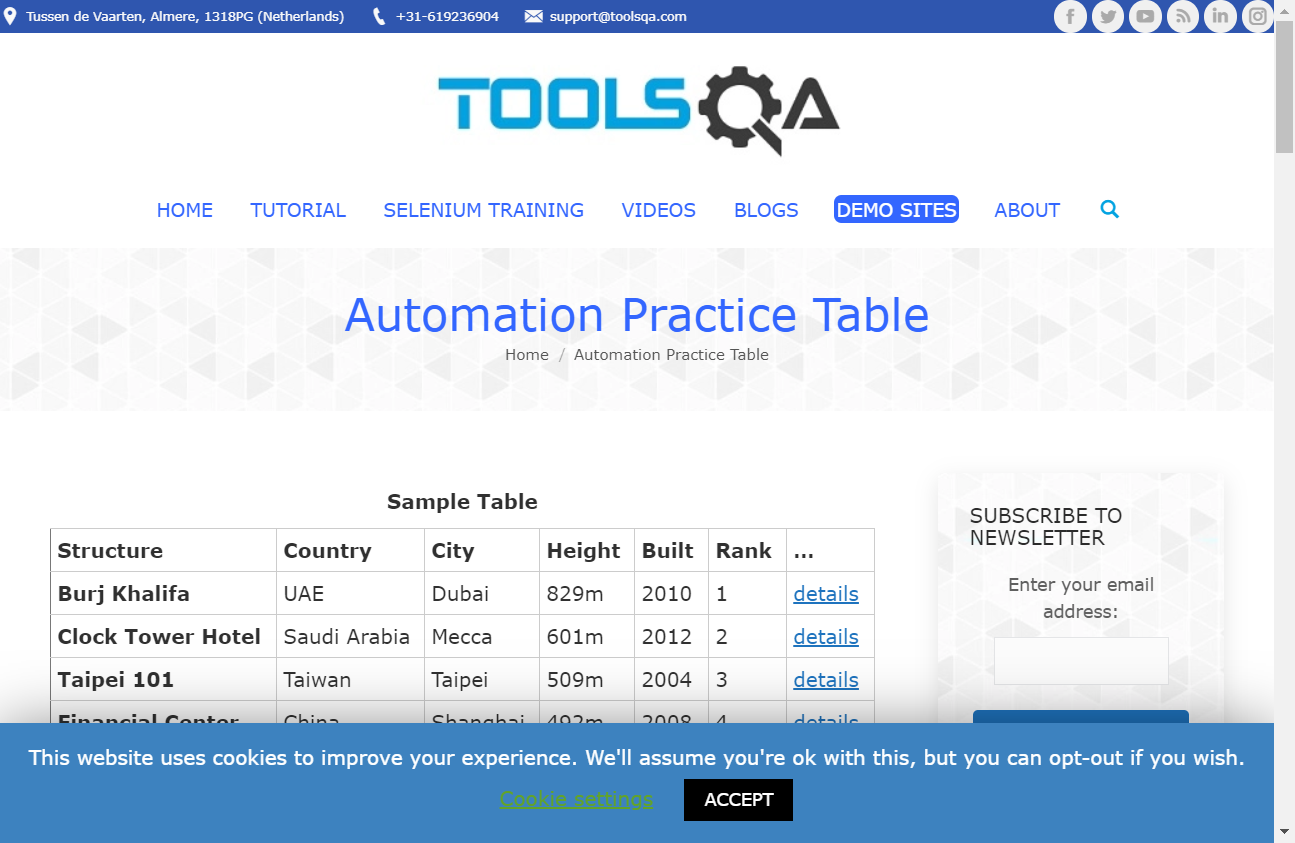 Tussen de Vaarten, Almere, 1318PG (Netherlands) +31-619236904 support@toolsqa.com
TOOLSQA
HOME TUTORIAL SELENIUM TRAINING VIDEOS BLOGS DEMO SITES ABOUT
Automation Practice Table
Home / Automation Practice Table
Sample Table
Structure Country City Height Built Rank ...
Burj Khalifa UAE Dubai 829m 2010 1 details
Clock Tower Hotel Saudi Arabia Mecca 601m 2012 2 details
Taipei 101 Taiwan Taipei 509m 2004 3 details
Financial Center China Shanghai 492m 2008 4 details
SUBSCRIBE TO
NEWSLETTER
Enter your email
address:
This website uses cookies to improve your experience. We'll assume you're ok with this, but you can opt-out if you wish.
Cookie settings ACCEPT